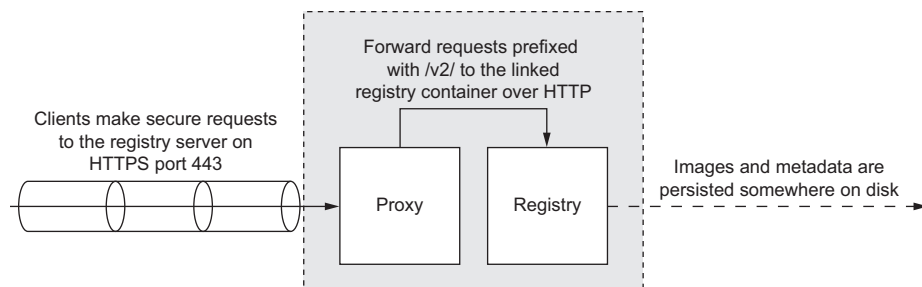 Forward requests prefixed
with /v2/ to the linked
registry container over HTTP
Clients make secure requests
to the registry server on
HTTPS port 443
Proxy
Registry
Images and metadata are
persisted somewhere on disk